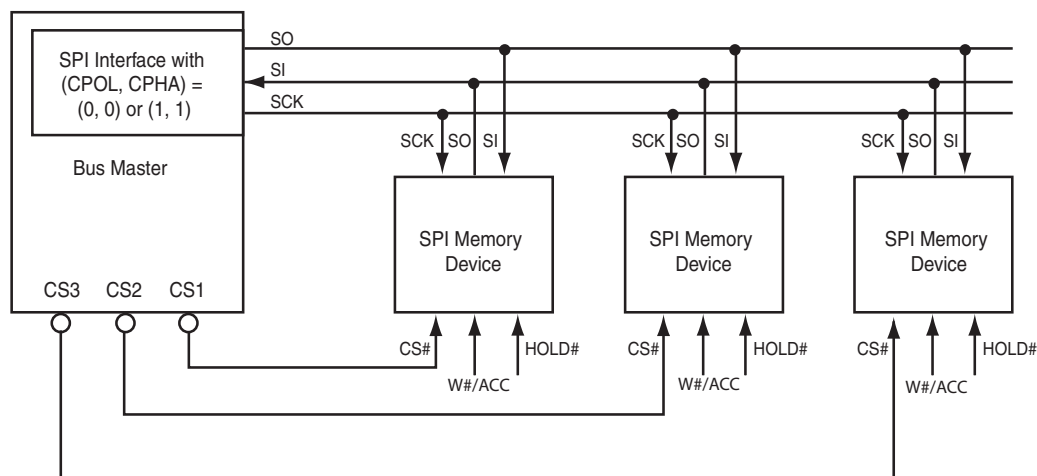 SO
SPI Interface with
(CPOL, CPHA) =
(0, 0) or (1, 1)
SI
SCK
Bus Master
SCK SO SI
SCK SO SI
SCK SO SI
SPI Memory
Device
SPI Memory
Device
SPI Memory
Device
CS3 CS2 CS1
CS# HOLD#
CS# HOLD#
CS# HOLD#
W#/ACC
W#/ACC
W#/ACC